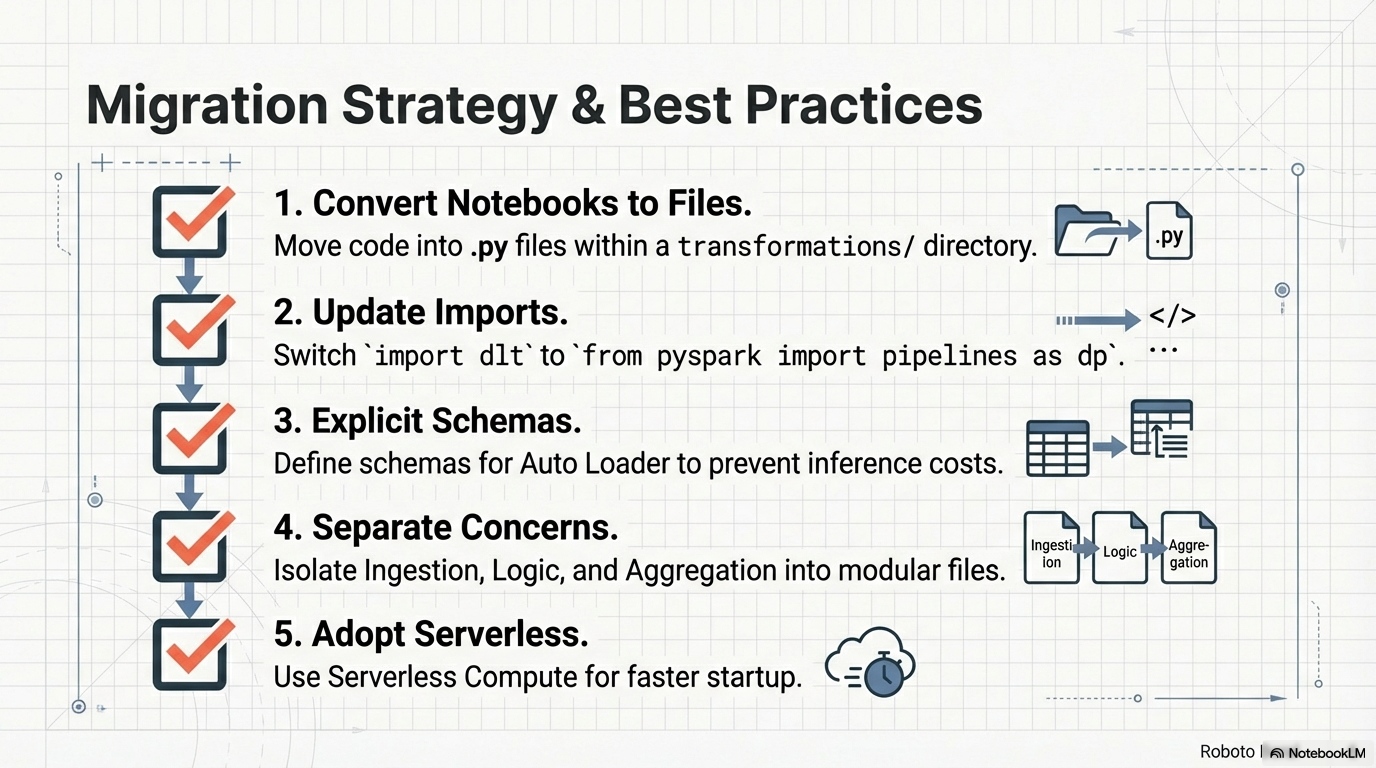 Migration Strategy & Best Practices
1. Convert Notebooks to Files.
Move code into .py files within a transformations/ directory.
.py
2. Update Imports.
Switch `import dlt` to `from pyspark import pipelines as dp`.
</>
...
3. Explicit Schemas.
Define schemas for Auto Loader to prevent inference costs.
4. Separate Concerns.
Isolate Ingestion, Logic, and Aggregation into modular files.
Ingesti
ion
Logic
Aggre-
gation
5. Adopt Serverless.
Use Serverless Compute for faster startup.
Roboto |
NotebookLM